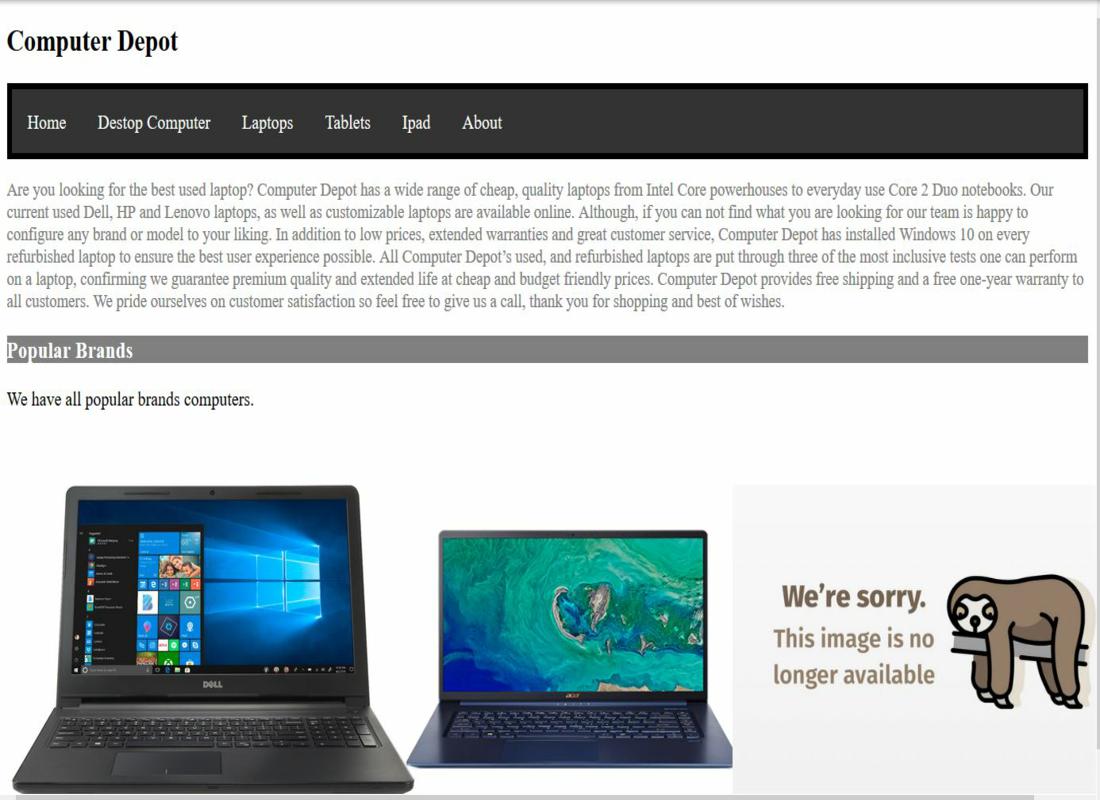 Computer Depot
Home Destop Computer Laptops Tablets Ipad About
Are you looking for the best used laptop? Computer Depot has a wide range of cheap, quality laptops from Intel Core powerhouses to everyday use Core 2 Duo notebooks. Our
current used Dell, HP and Lenovo laptops, as well as customizable laptops are available online. Although, if you can not find what you are looking for our team is happy to
configure any brand or model to your liking. In addition to low prices, extended warranties and great customer service, Computer Depot has installed Windows 10 on every
refurbished laptop to ensure the best user experience possible. All Computer Depot’s used, and refurbished laptops are put through three of the most inclusive tests one can perform
on a laptop, confirming we guarantee premium quality and extended life at cheap and budget friendly prices. Computer Depot provides free shipping and a free one-year warranty to
all customers. We pride ourselves on customer satisfaction so feel free to give us a call, thank you for shopping and best of wishes.
Popular Brands
We have all popular brands computers.
DELL
acer
We’re sorry.
This image is no
longer available